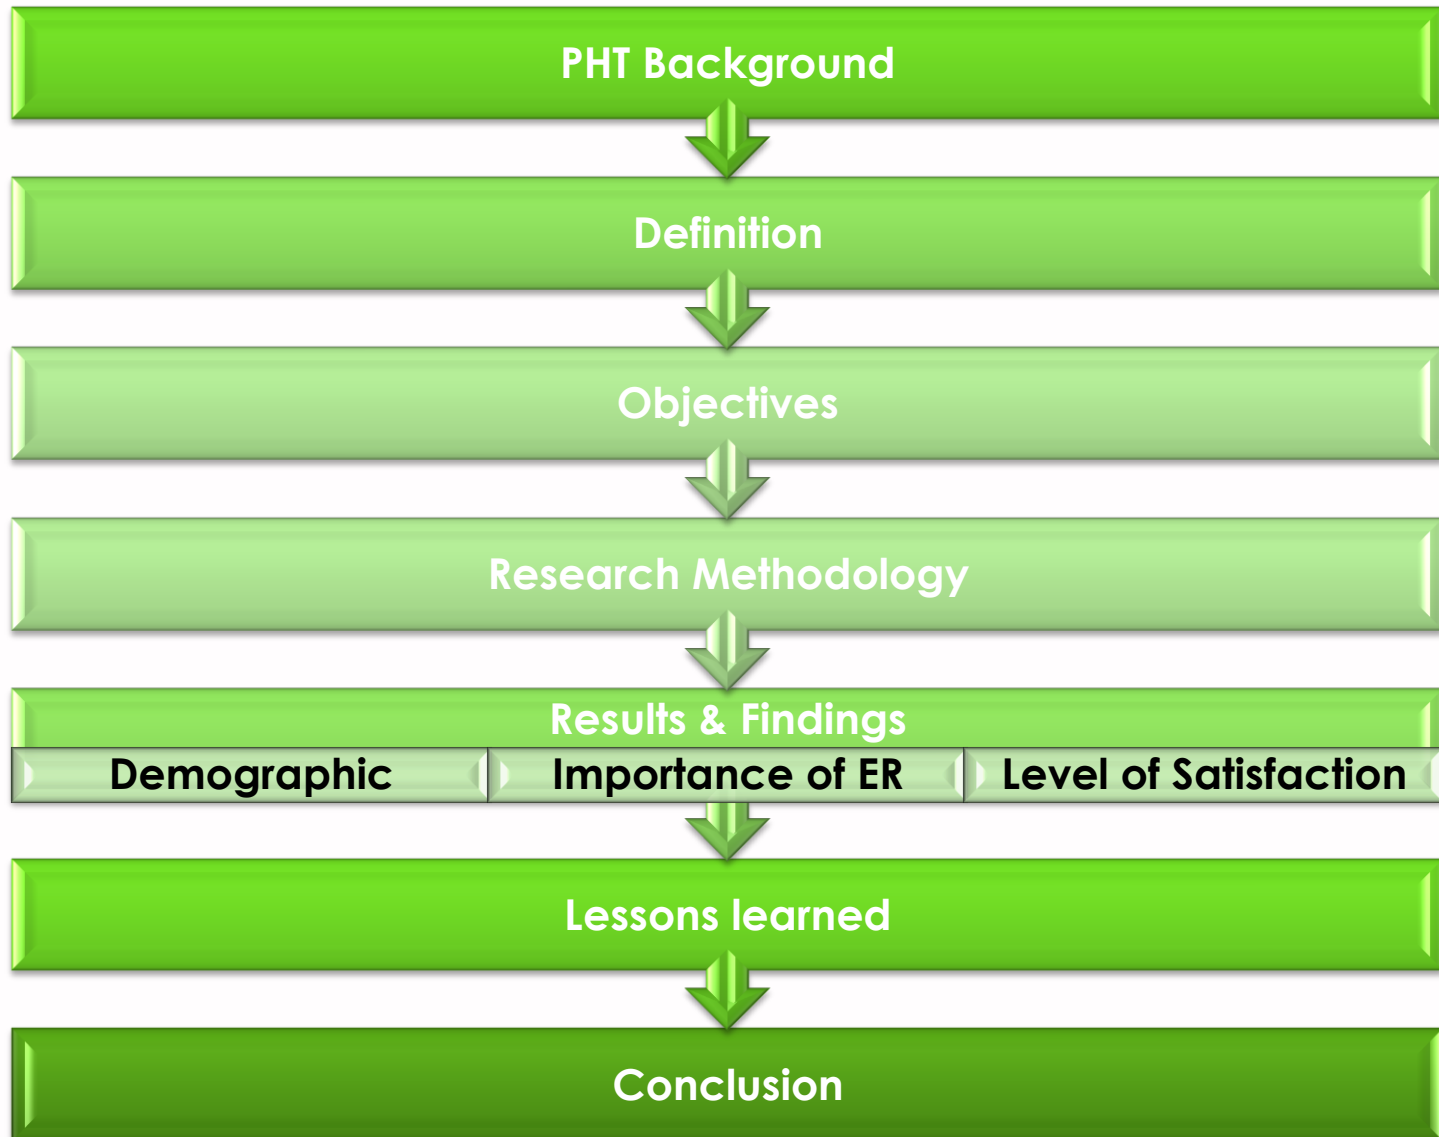 PHT Background
Definition
Objectives
Research Methodology
Results & Findings
Demographic
Importance of ER
Level of Satisfaction
Lessons learned
Conclusion